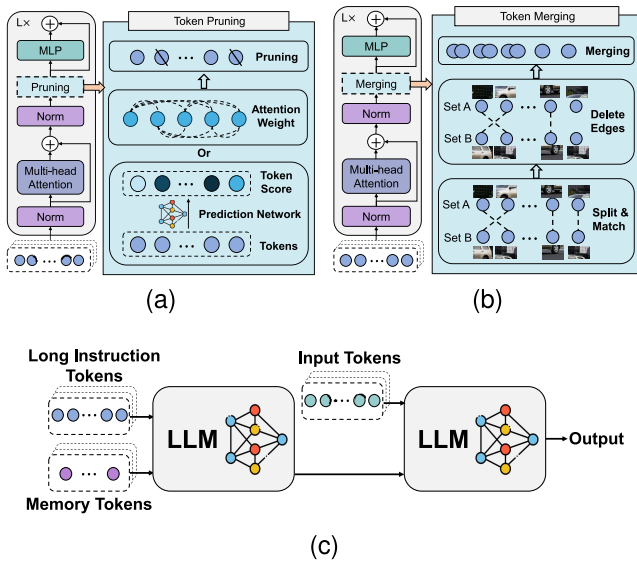 L×
MLP
Pruning
Norm
Multi-head
Attention
Norm
Token Pruning
Pruning
Attention
Weight
Or
Token
Score
Prediction Network
Tokens
(a)
L×
MLP
Merging
Norm
Multi-head
Attention
Norm
Token Merging
Merging
Set A
Set B
Delete
Edges
Set A
Set B
Split &
Match
(b)
Long Instruction
Tokens
Memory Tokens
LLM
Input Tokens
LLM
Output
(c)